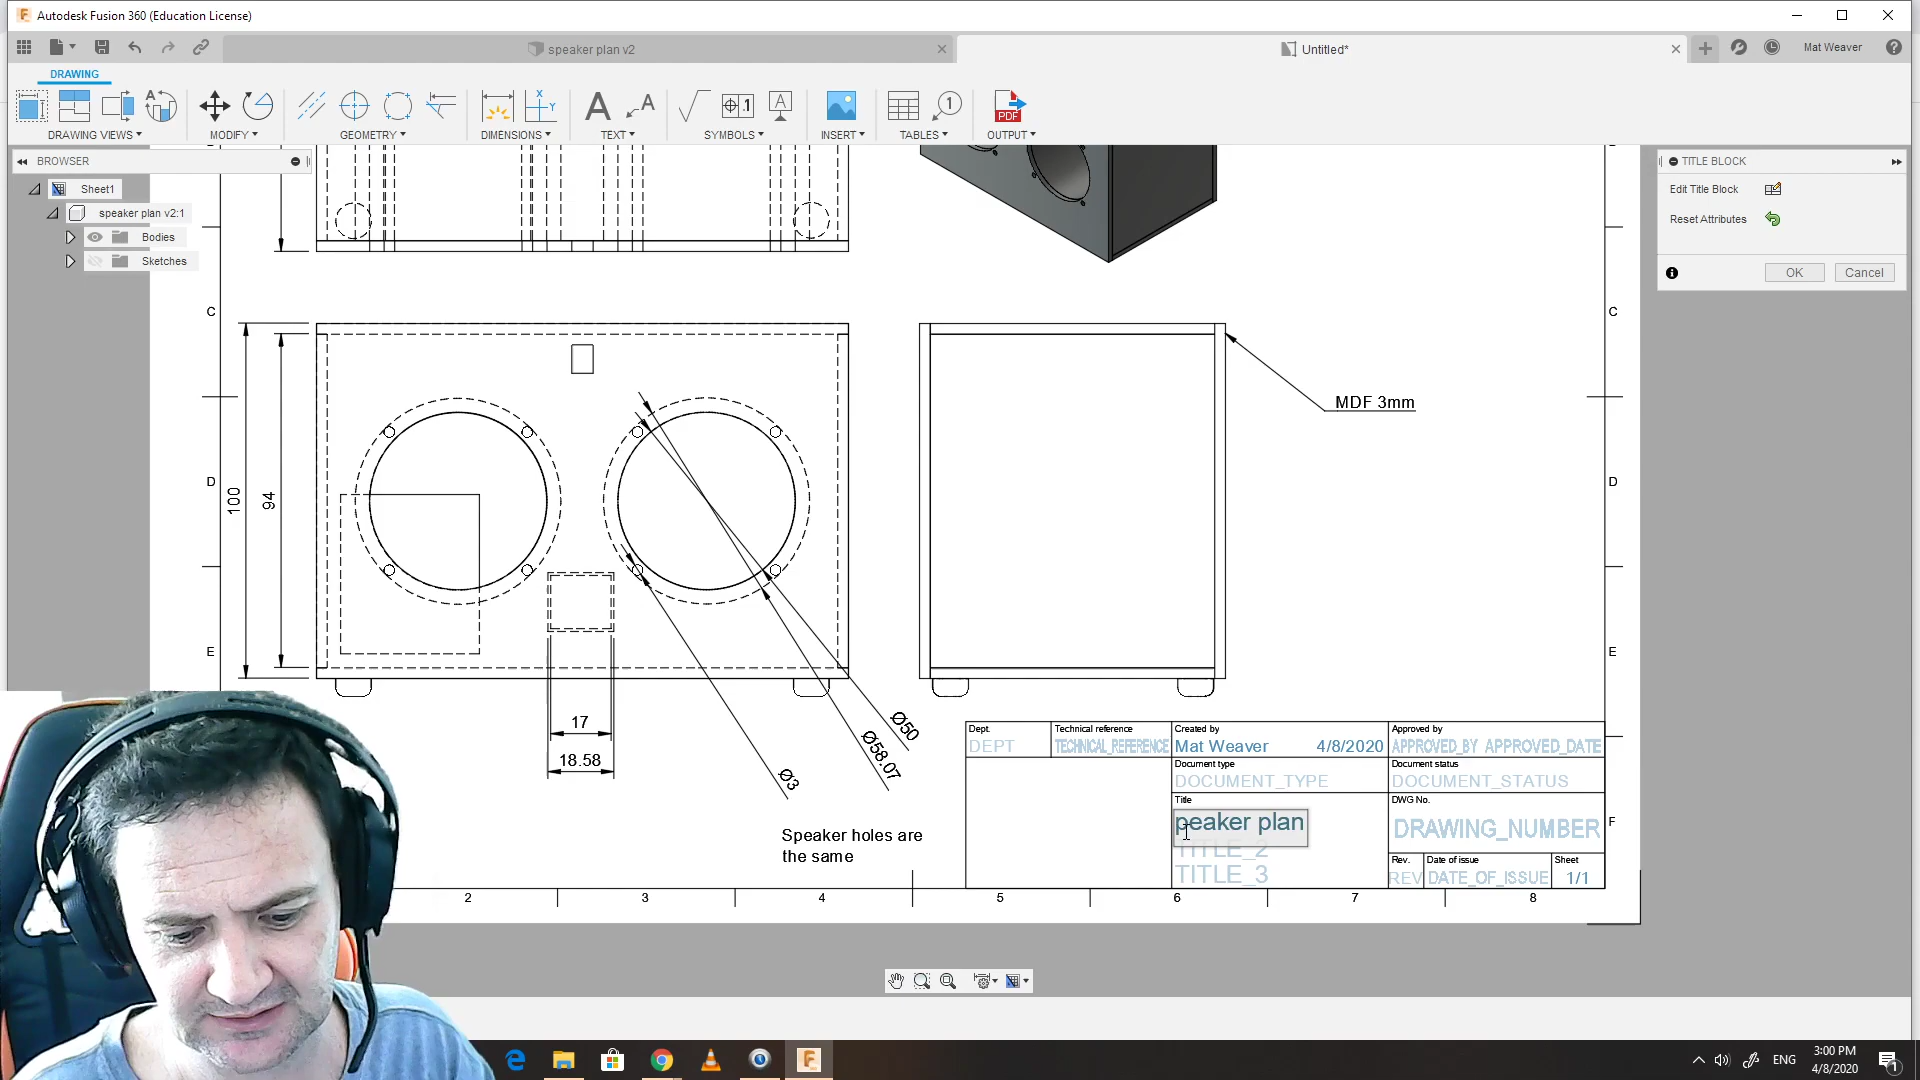 Autodesk Fusion 360 (Education License)
speaker plan v2
Untitled*
Mat Weaver
DRAWING
DRAWING VIEWS
MODIFY
GEOMETRY
DIMENSIONS
TEXT
SYMBOLS
INSERT
TABLES
OUTPUT
BROWSER
Sheet1
speaker plan v2:1
Bodies
Sketches
TITLE BLOCK
Edit Title Block
Reset Attributes
OK
Cancel
C
C
D
D
E
E
F
MDF 3mm
100
94
17
18.58
Ø3
Ø58.07
Ø50
Speaker holes are
the same
Dept.
DEPT
Technical reference
TECHNICAL_REFERENCE
Created by
Mat Weaver 4/8/2020
Approved by
APPROVED_BY APPROVED_DATE
Document type
DOCUMENT_TYPE
Document status
DOCUMENT_STATUS
Title
peaker plan
TITLE_2
TITLE_3
DWG No.
DRAWING_NUMBER
Rev.
REV
Date of issue
DATE_OF_ISSUE
Sheet
1/1
2 3 4 5 6 7 8
ENG
3:00 PM
4/8/2020